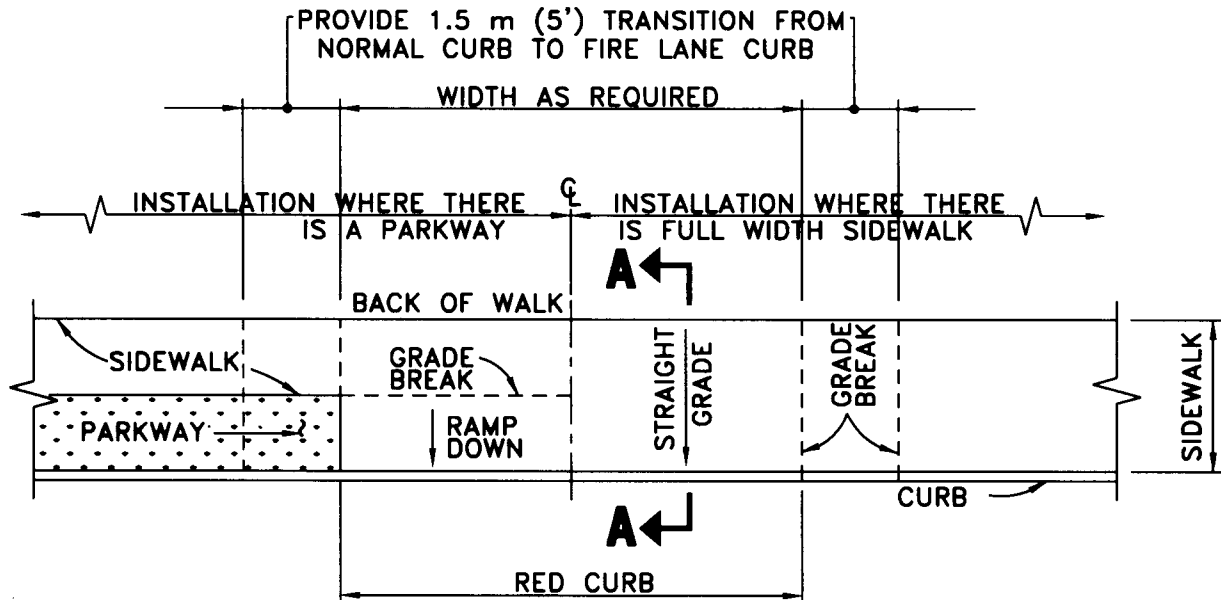 PROVIDE 1.5 m (5') TRANSITION FROM
NORMAL CURB TO FIRE LANE CURB
WIDTH AS REQUIRED
℄
INSTALLATION WHERE THERE
IS A PARKWAY
INSTALLATION WHERE THERE
IS FULL WIDTH SIDEWALK
A
BACK OF WALK
SIDEWALK
GRADE
BREAK
STRAIGHT
GRADE
GRADE
BREAK
SIDEWALK
PARKWAY
RAMP
DOWN
CURB
A
RED CURB